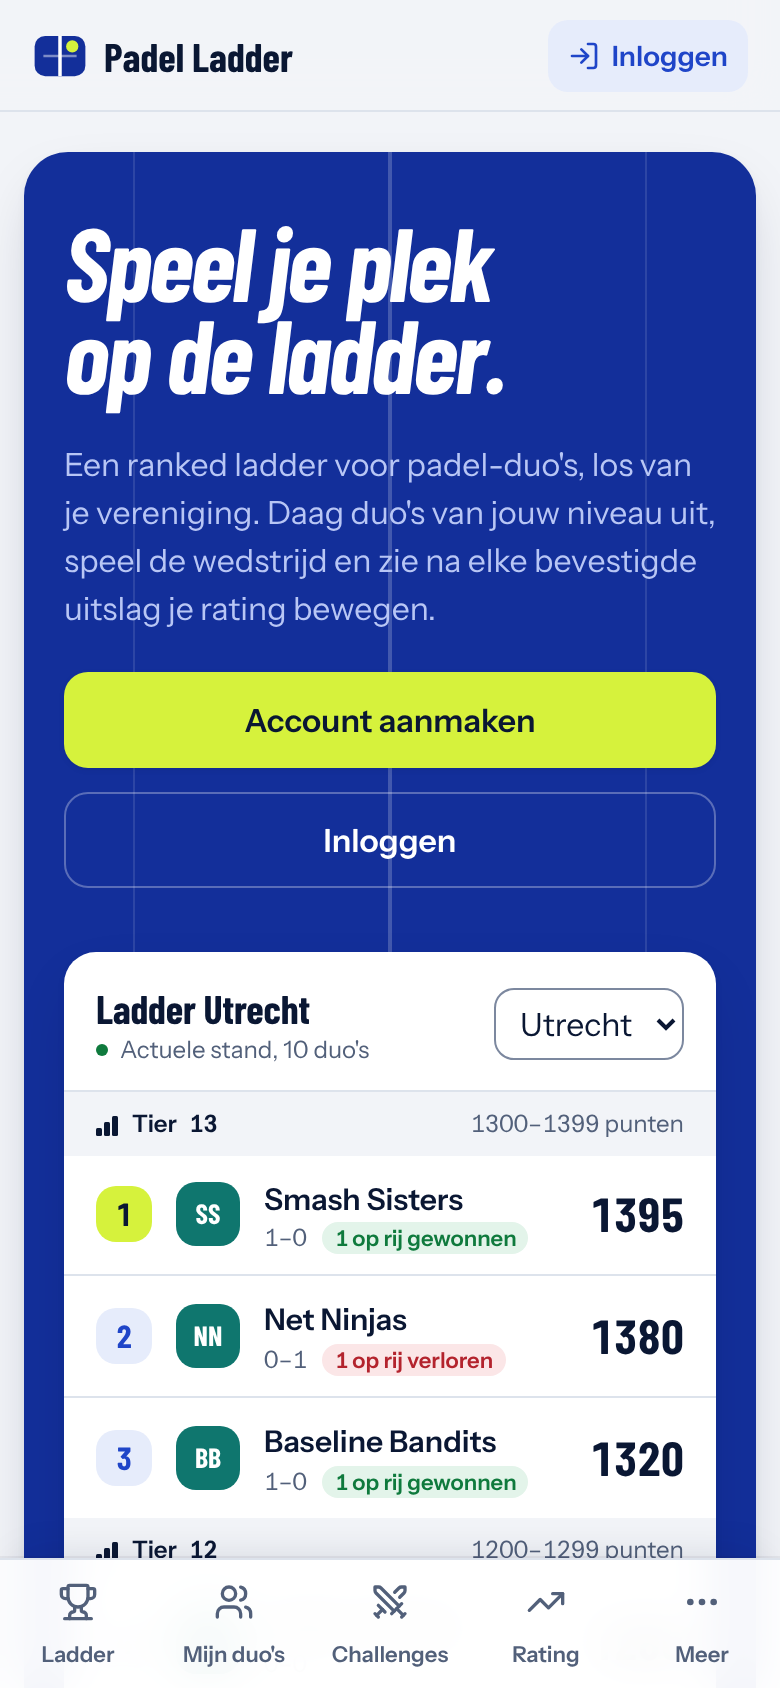 Padel Ladder
Inloggen
Speel je plek
op de ladder.
Een ranked ladder voor padel-duo's, los van
je vereniging. Daag duo's van jouw niveau uit,
speel de wedstrijd en zie na elke bevestigde
uitslag je rating bewegen.
Account aanmaken
Inloggen
Ladder Utrecht
Actuele stand, 10 duo's
Utrecht
Tier 13
1300–1399 punten
1
SS
Smash Sisters
1–0 1 op rij gewonnen
1395
2
NN
Net Ninjas
0–1 1 op rij verloren
1380
3
BB
Baseline Bandits
1–0 1 op rij gewonnen
1320
Tier 12
1200–1299 punten
Ladder
Mijn duo's
Challenges
Rating
Meer